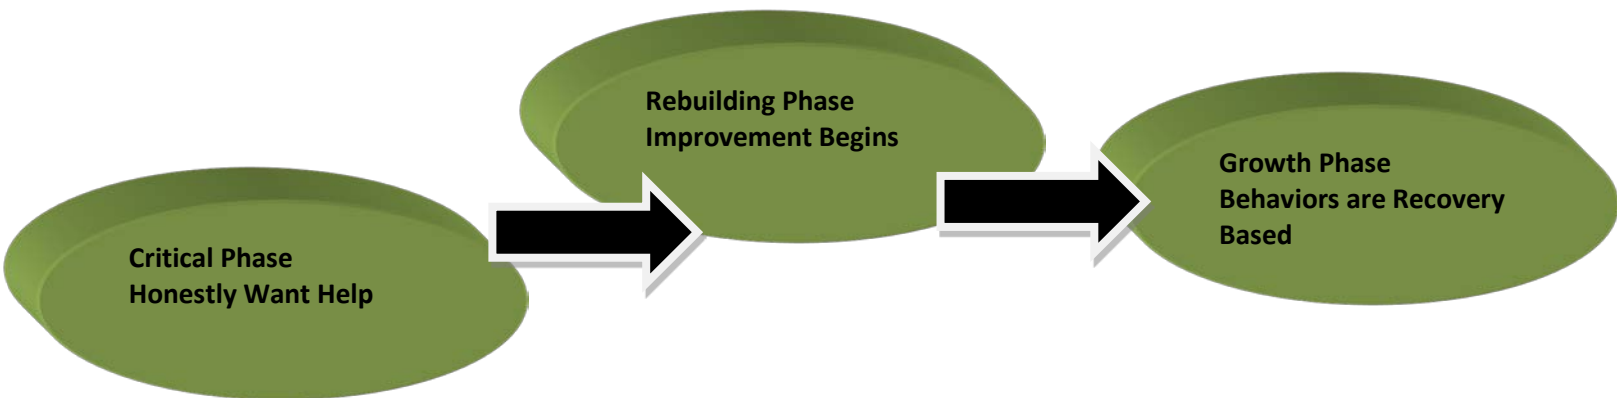 Critical Phase
Honestly Want Help
Rebuilding Phase
Improvement Begins
Growth Phase
Behaviors are Recovery
Based